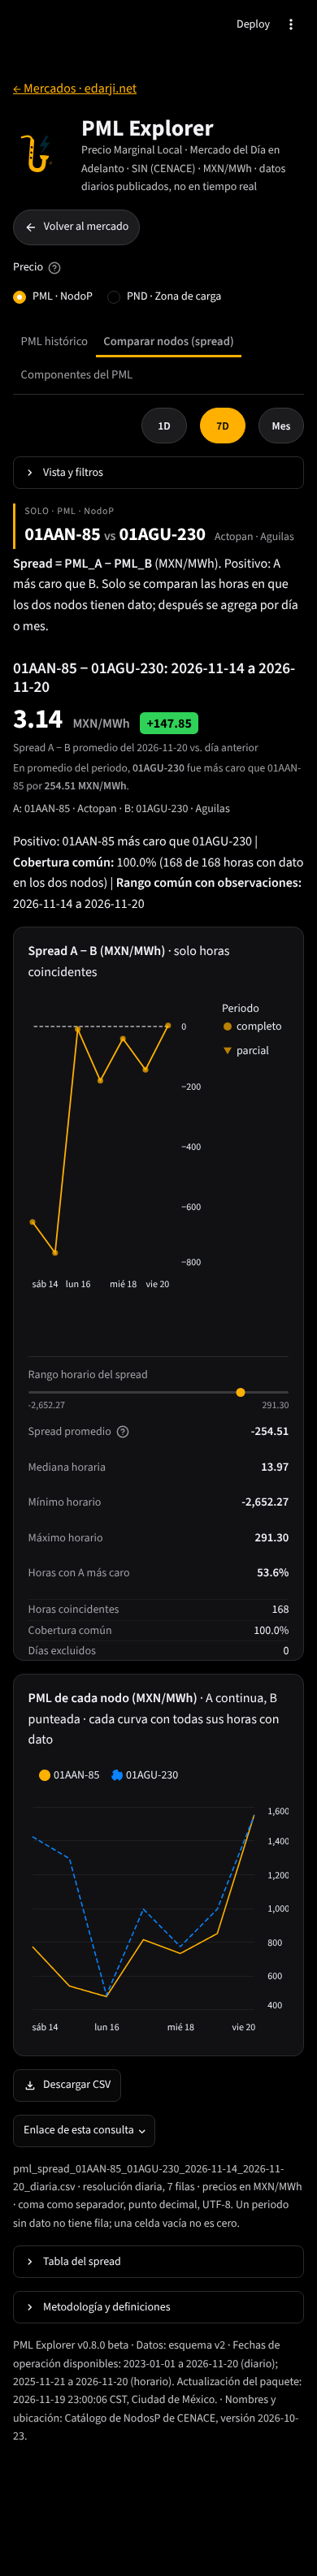 Deploy
← Mercados · edarji.net
PML Explorer
Precio Marginal Local · Mercado del Día en
Adelanto · SIN (CENACE) · MXN/MWh · datos
diarios publicados, no en tiempo real
Volver al mercado
Precio
PML · NodoP
PND · Zona de carga
PML histórico
Comparar nodos (spread)
Componentes del PML
1D
7D
Mes
Vista y filtros
SOLO · PML · NodoP
01AAN-85 vs 01AGU-230 Actopan · Aguilas
Spread = PML_A − PML_B (MXN/MWh). Positivo: A
más caro que B. Solo se comparan las horas en que
los dos nodos tienen dato; después se agrega por día
o mes.
01AAN-85 − 01AGU-230: 2026-11-14 a 2026-
11-20
3.14 MXN/MWh +147.85
Spread A − B promedio del 2026-11-20 vs. día anterior
En promedio del periodo, 01AGU-230 fue más caro que 01AAN-
85 por 254.51 MXN/MWh.
A: 01AAN-85 · Actopan · B: 01AGU-230 · Aguilas
Positivo: 01AAN-85 más caro que 01AGU-230 |
Cobertura común: 100.0% (168 de 168 horas con dato
en los dos nodos) | Rango común con observaciones:
2026-11-14 a 2026-11-20
Spread A − B (MXN/MWh) · solo horas
coincidentes
Periodo
completo
parcial
0
−200
−400
−600
−800
sáb 14
lun 16
mié 18
vie 20
Rango horario del spread
-2,652.27
291.30
Spread promedio
-254.51
Mediana horaria
13.97
Mínimo horario
-2,652.27
Máximo horario
291.30
Horas con A más caro
53.6%
Horas coincidentes
168
Cobertura común
100.0%
Días excluidos
0
PML de cada nodo (MXN/MWh) · A continua, B
punteada · cada curva con todas sus horas con
dato
01AAN-85
01AGU-230
1,600
1,400
1,200
1,000
800
600
400
sáb 14
lun 16
mié 18
vie 20
Descargar CSV
Enlace de esta consulta
pml_spread_01AAN-85_01AGU-230_2026-11-14_2026-11-
20_diaria.csv · resolución diaria, 7 filas · precios en MXN/MWh
· coma como separador, punto decimal, UTF-8. Un periodo
sin dato no tiene fila; una celda vacía no es cero.
Tabla del spread
Metodología y definiciones
PML Explorer v0.8.0 beta · Datos: esquema v2 · Fechas de
operación disponibles: 2023-01-01 a 2026-11-20 (diario);
2025-11-21 a 2026-11-20 (horario). Actualización del paquete:
2026-11-19 23:00:06 CST, Ciudad de México. · Nombres y
ubicación: Catálogo de NodosP de CENACE, versión 2026-10-
23.